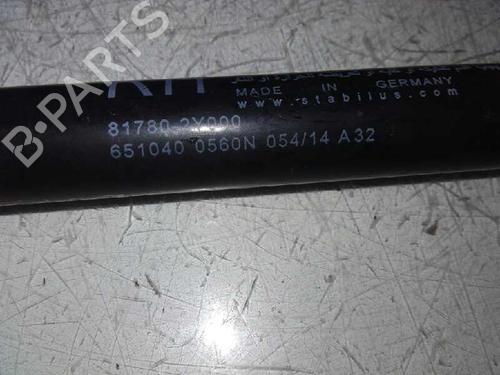 MADE IN GERMANY
www.stabilus.com
81780 2Y000
651040 0560N 054/14 A32
B-PARTS